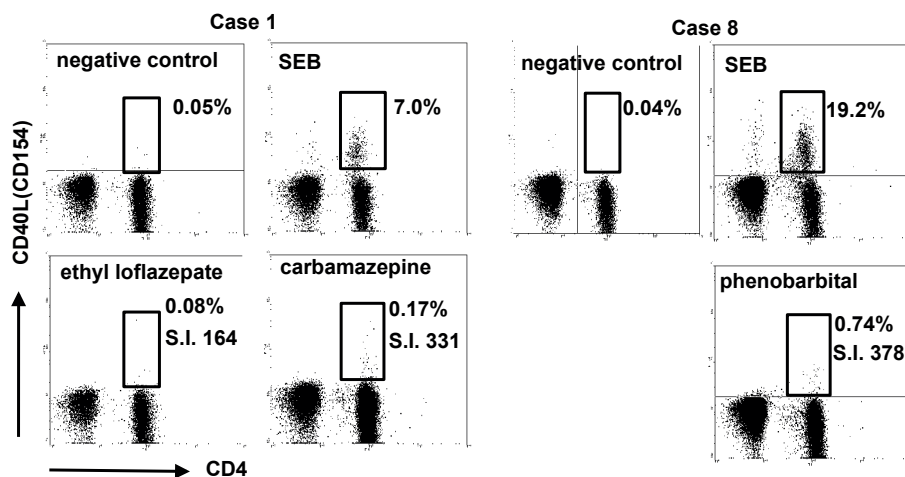 Case 1
Case 8
negative control
0.05%
SEB
7.0%
negative control
0.04%
SEB
19.2%
CD40L(CD154)
ethyl loflazepate
0.08%
S.I. 164
carbamazepine
0.17%
S.I. 331
phenobarbital
0.74%
S.I. 378
CD4